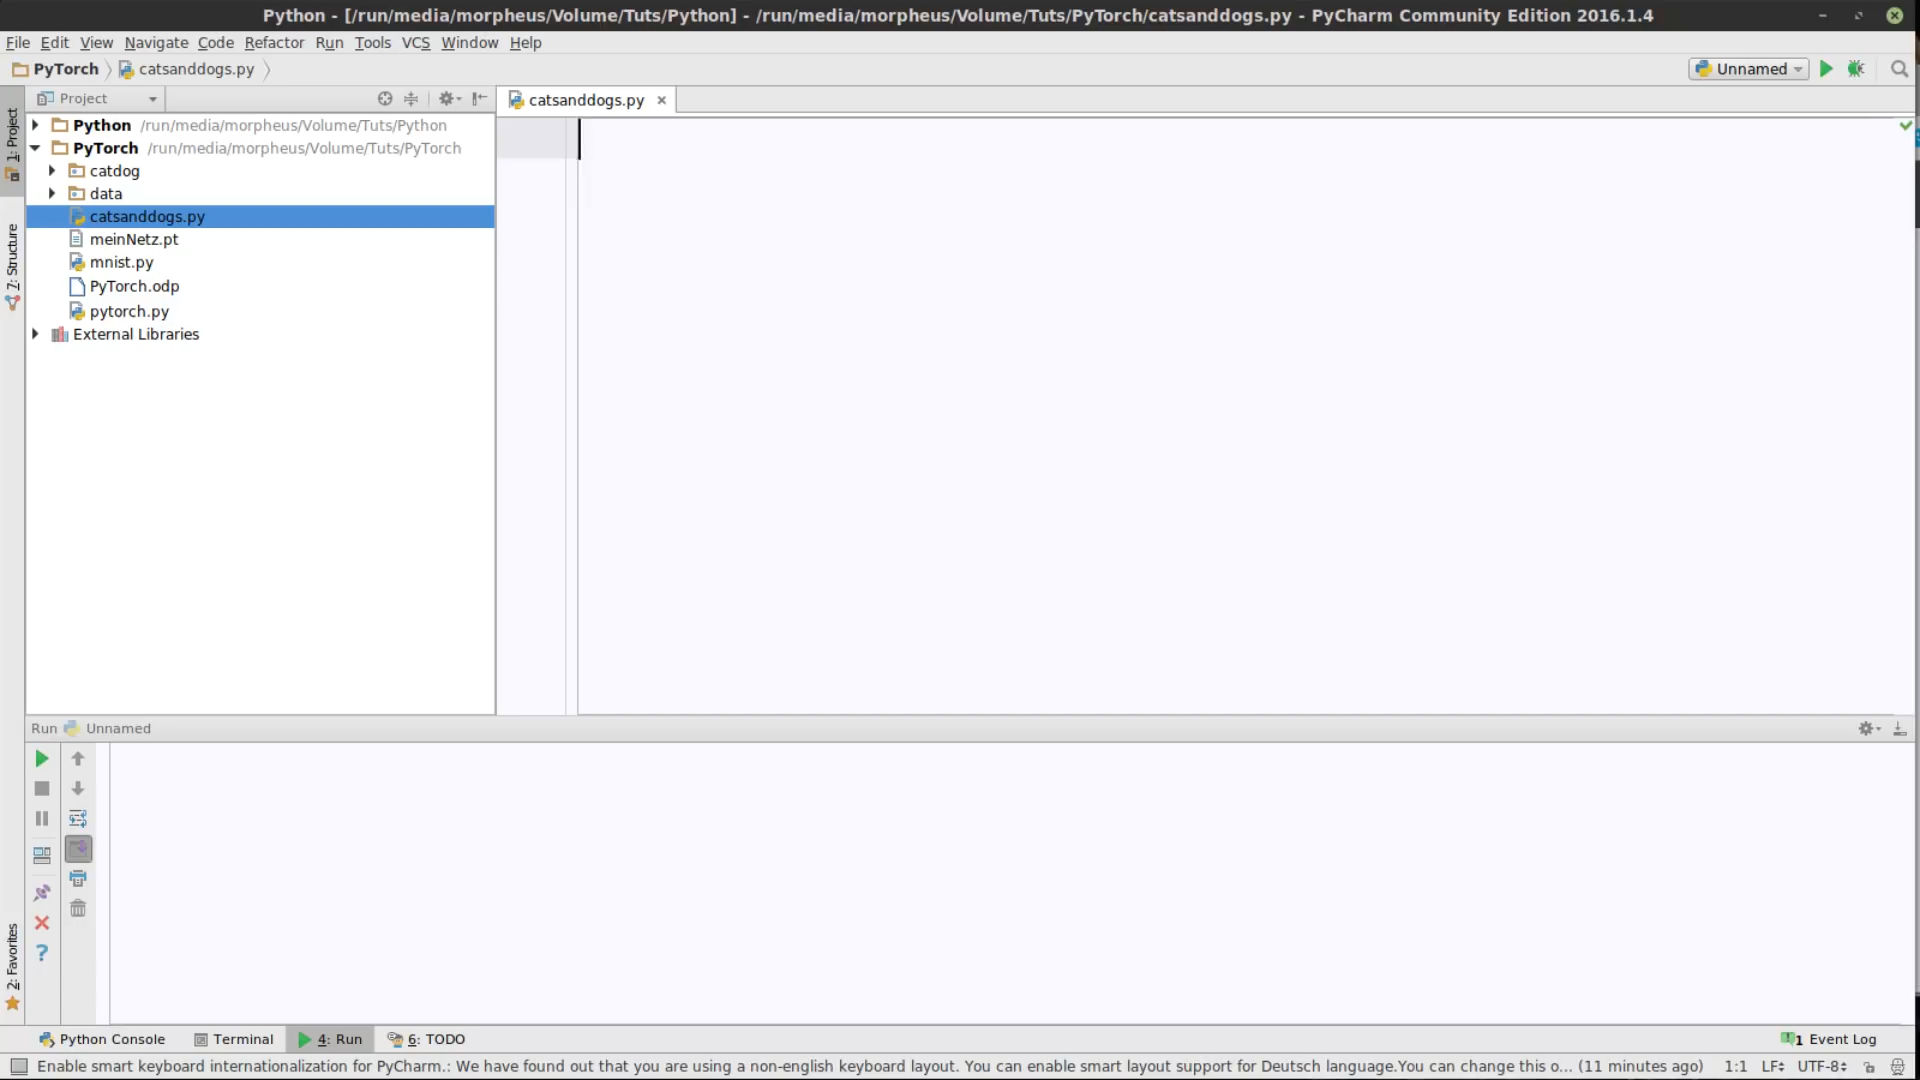 Python - [/run/media/morpheus/Volume/Tuts/Python] - /run/media/morpheus/Volume/Tuts/PyTorch/catsanddogs.py - PyCharm Community Edition 2016.1.4
File Edit View Navigate Code Refactor Run Tools VCS Window Help
PyTorch catsanddogs.py Unnamed
Project catsanddogs.py
1: Project
7: Structure
2: Favorites
Python /run/media/morpheus/Volume/Tuts/Python
PyTorch /run/media/morpheus/Volume/Tuts/PyTorch
catdog
data
catsanddogs.py
meinNetz.pt
mnist.py
PyTorch.odp
pytorch.py
External Libraries
Run Unnamed
Python Console Terminal 4: Run 6: TODO 1 Event Log
Enable smart keyboard internationalization for PyCharm.: We have found out that you are using a non-english keyboard layout. You can enable smart layout support for Deutsch language.You can change this o... (11 minutes ago) 1:1 LF UTF-8